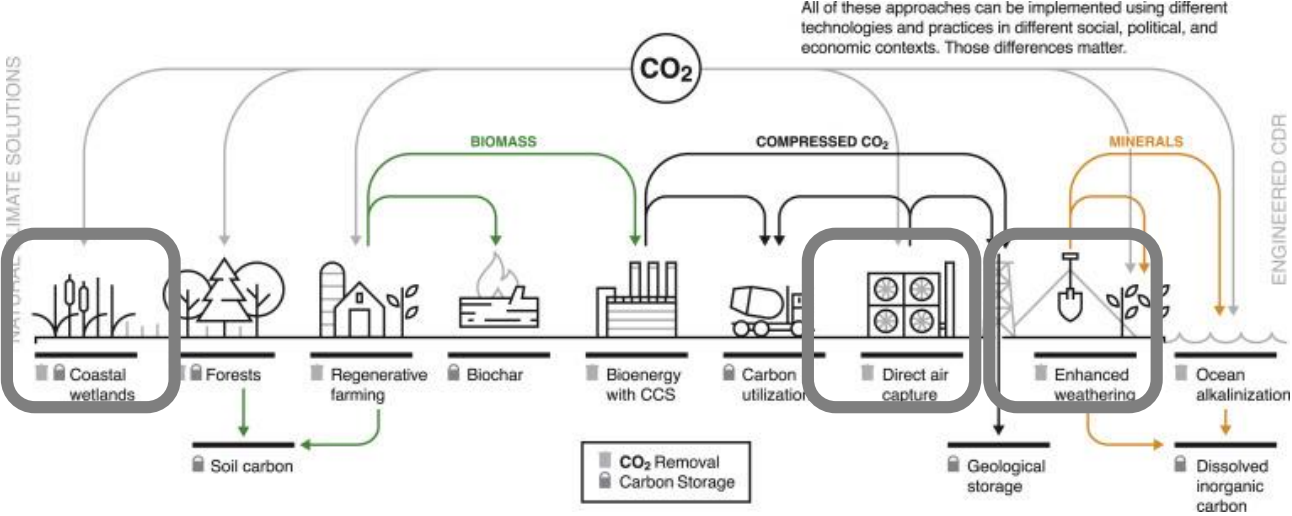 All of these approaches can be implemented using different
technologies and practices in different social, political, and
economic contexts. Those differences matter.
CO₂
NATURAL CLIMATE SOLUTIONS
ENGINEERED CDR
BIOMASS
COMPRESSED CO₂
MINERALS
Coastal
wetlands
Forests
Regenerative
farming
Biochar
Bioenergy
with CCS
Carbon
utilization
Direct air
capture
Enhanced
weathering
Ocean
alkalinization
Soil carbon
CO₂ Removal
Carbon Storage
Geological
storage
Dissolved
inorganic
carbon